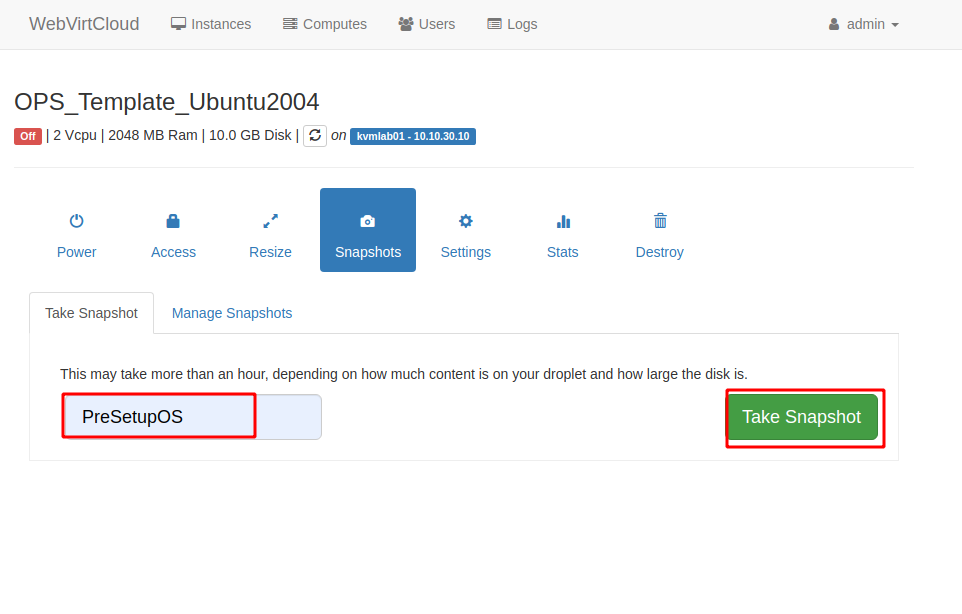 WebVirtCloud Instances Computes Users Logs admin
OPS_Template_Ubuntu2004
Off | 2 Vcpu | 2048 MB Ram | 10.0 GB Disk | on kvmlab01 - 10.10.30.10
Power Access Resize Snapshots Settings Stats Destroy
Take Snapshot Manage Snapshots
This may take more than an hour, depending on how much content is on your droplet and how large the disk is.
PreSetupOS Take Snapshot